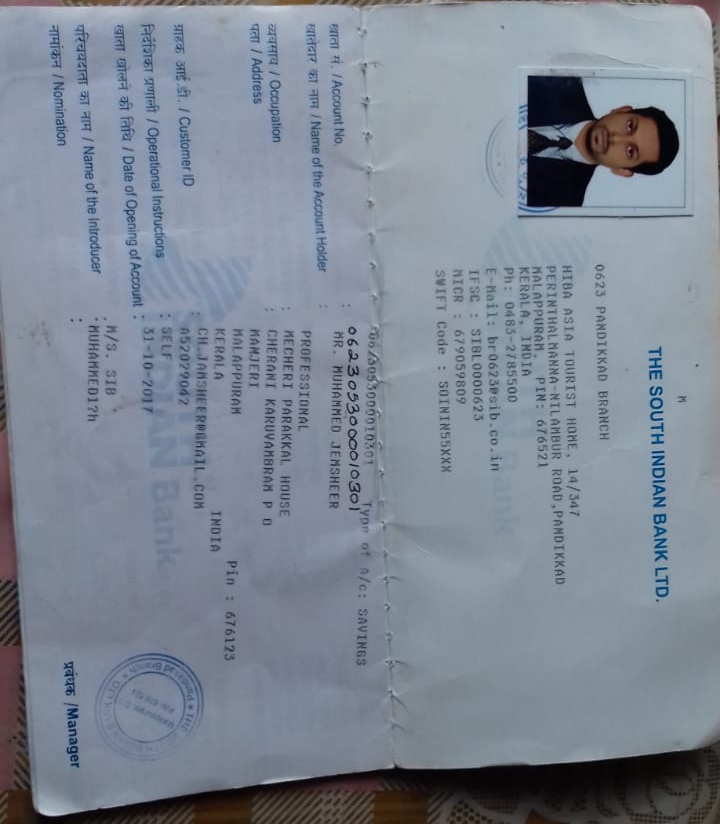 M
THE SOUTH INDIAN BANK LTD.
0623 PANDIKKAD BRANCH
HIBA ASIA TOURIST HOME, 14/347
PERINTHALMANNA-NILAMBUR ROAD,PANDIKKAD
MALAPPURAM, PIN: 676521
KERALA, INDIA
Ph: 0483-2785500
E-Mail: br0623@sib.co.in
IFSC : SIBL0000623
MICR : 679059809
SWIFT Code : SOININ55XXX
खाता सं. /Account No. : 0623053000010301 Type of A/c: SAVINGS
0623053000010301
खातेदार का नाम / Name of the Account Holder : MR. MUHAMMED JEMSHEER
व्यवसाय / Occupation : PROFESSIONAL
पता / Address : MECHERI PARAKKAL HOUSE
CHERANI KARUVAMBRAM P O
MANJERI
MALAPPURAM Pin : 676123
KERALA INDIA
CH.JAMSHEER@GMAIL.COM
ग्राहक आई.डी. / Customer ID : A52029042
निर्देशिका प्रणाली / Operational Instructions : SELF
खाता खोलने की तिथि / Date of Opening of Account : 31-10-2017
परिचयदाता का नाम / Name of the Introducer : M/S. SIB
नामांकन / Nomination : MUHAMMED17h
प्रबंधक /Manager